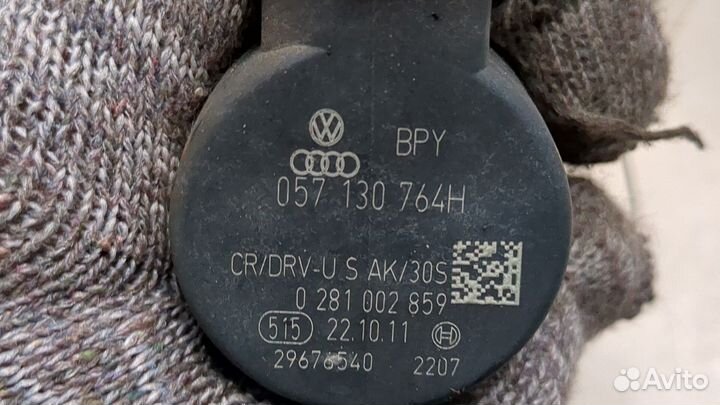 BPY
057 130 764H
CR/DRV-U S AK/30S
0 281 002 859
515 22.10.11
29676540 2207
Avito